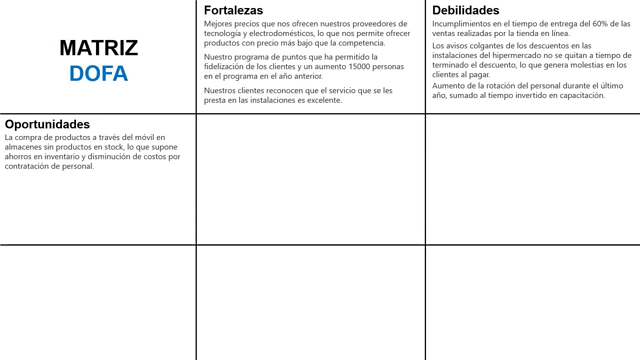 MATRIZ
DOFA
Fortalezas
Mejores precios que nos ofrecen nuestros proveedores de
tecnología y electrodomésticos, lo que nos permite ofrecer
productos con precio más bajo que la competencia.
Nuestro programa de puntos que ha permitido la
fidelización de los clientes y un aumento 15000 personas
en el programa en el año anterior.
Nuestros clientes reconocen que el servicio que se les
presta en las instalaciones es excelente.
Debilidades
Incumplimientos en el tiempo de entrega del 60% de las
ventas realizadas por la tienda en línea.
Los avisos colgantes de los descuentos en las
instalaciones del hipermercado no se quitan a tiempo de
terminado el descuento, lo que genera molestias en los
clientes al pagar.
Aumento de la rotación del personal durante el último
año, sumado al tiempo invertido en capacitación.
Oportunidades
La compra de productos a través del móvil en
almacenes sin productos en stock, lo que supone
ahorros en inventario y disminución de costos por
contratación de personal.